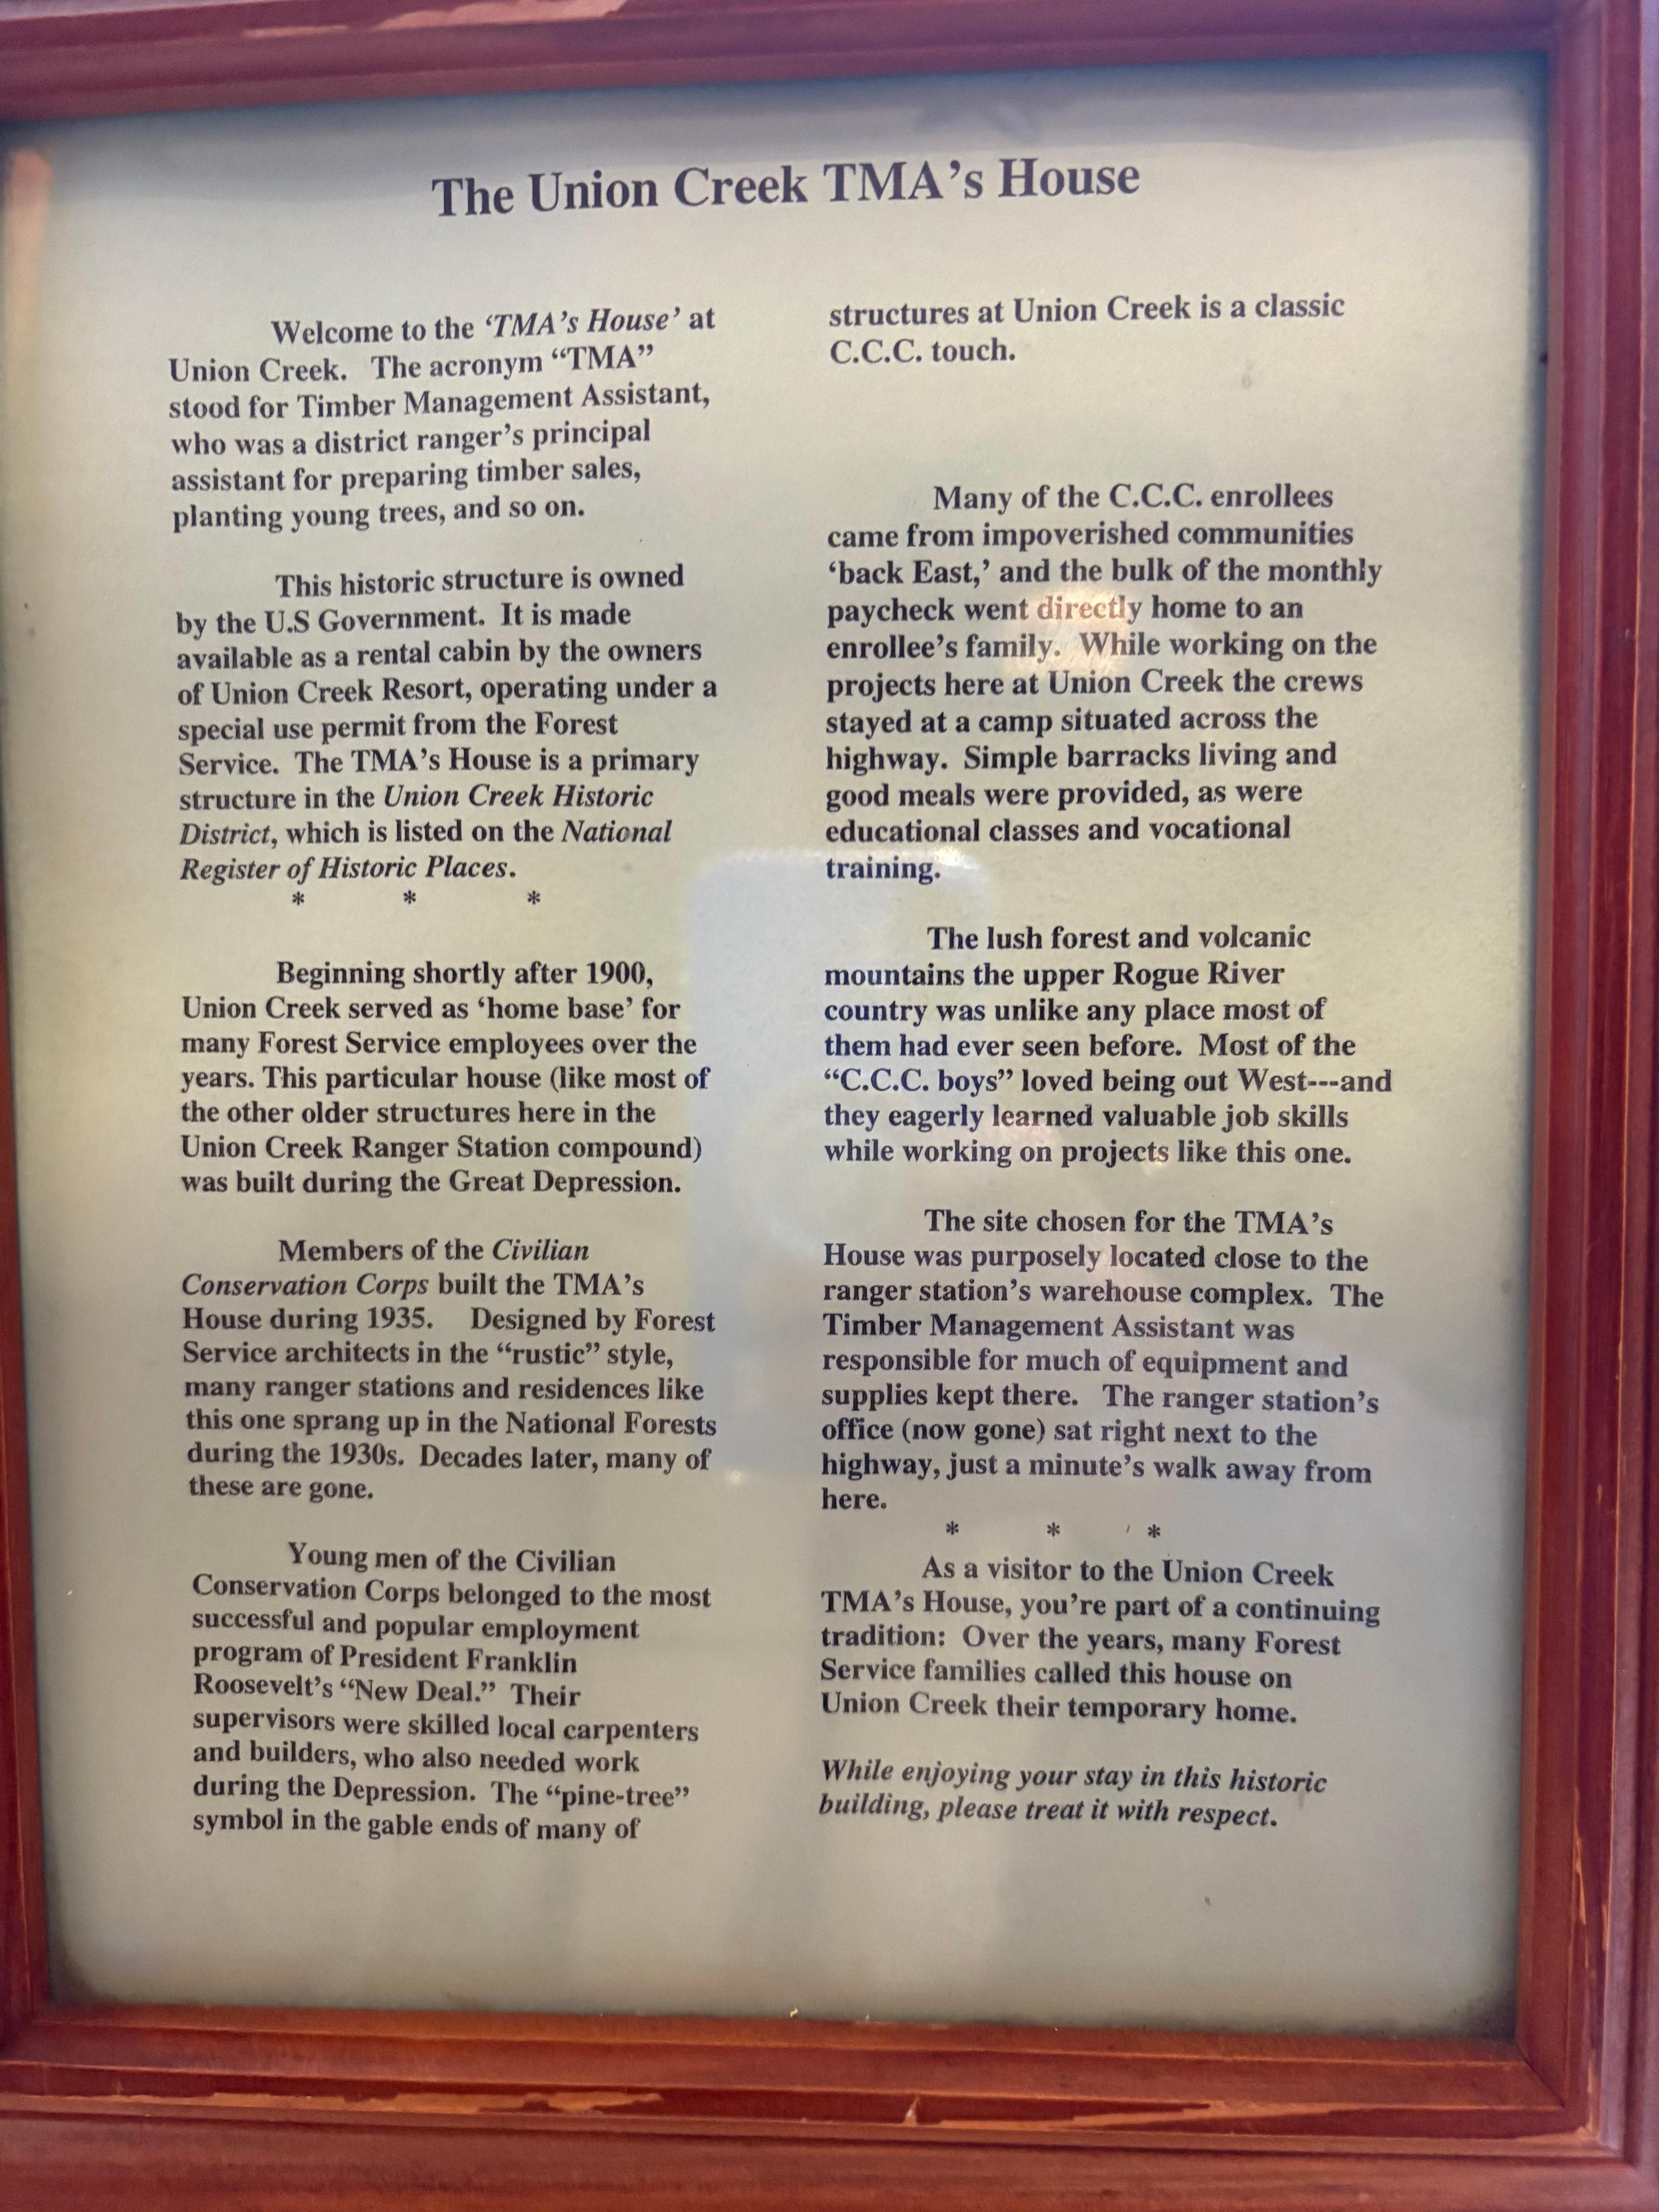 The Union Creek TMA's House
Welcome to the 'TMA's House' at
Union Creek. The acronym "TMA"
stood for Timber Management Assistant,
who was a district ranger's principal
assistant for preparing timber sales,
planting young trees, and so on.
This historic structure is owned
by the U.S Government. It is made
available as a rental cabin by the owners
of Union Creek Resort, operating under a
special use permit from the Forest
Service. The TMA's House is a primary
structure in the Union Creek Historic
District, which is listed on the National
Register of Historic Places.
* * *
Beginning shortly after 1900,
Union Creek served as 'home base' for
many Forest Service employees over the
years. This particular house (like most of
the other older structures here in the
Union Creek Ranger Station compound)
was built during the Great Depression.
Members of the Civilian
Conservation Corps built the TMA's
House during 1935. Designed by Forest
Service architects in the "rustic" style,
many ranger stations and residences like
this one sprang up in the National Forests
during the 1930s. Decades later, many of
these are gone.
Young men of the Civilian
Conservation Corps belonged to the most
successful and popular employment
program of President Franklin
Roosevelt's "New Deal." Their
supervisors were skilled local carpenters
and builders, who also needed work
during the Depression. The "pine-tree"
symbol in the gable ends of many of
structures at Union Creek is a classic
C.C.C. touch.
Many of the C.C.C. enrollees
came from impoverished communities
'back East,' and the bulk of the monthly
paycheck went directly home to an
enrollee's family. While working on the
projects here at Union Creek the crews
stayed at a camp situated across the
highway. Simple barracks living and
good meals were provided, as were
educational classes and vocational
training.
The lush forest and volcanic
mountains the upper Rogue River
country was unlike any place most of
them had ever seen before. Most of the
"C.C.C. boys" loved being out West---and
they eagerly learned valuable job skills
while working on projects like this one.
The site chosen for the TMA's
House was purposely located close to the
ranger station's warehouse complex. The
Timber Management Assistant was
responsible for much of equipment and
supplies kept there. The ranger station's
office (now gone) sat right next to the
highway, just a minute's walk away from
here.
* * *
As a visitor to the Union Creek
TMA's House, you're part of a continuing
tradition: Over the years, many Forest
Service families called this house on
Union Creek their temporary home.
While enjoying your stay in this historic
building, please treat it with respect.